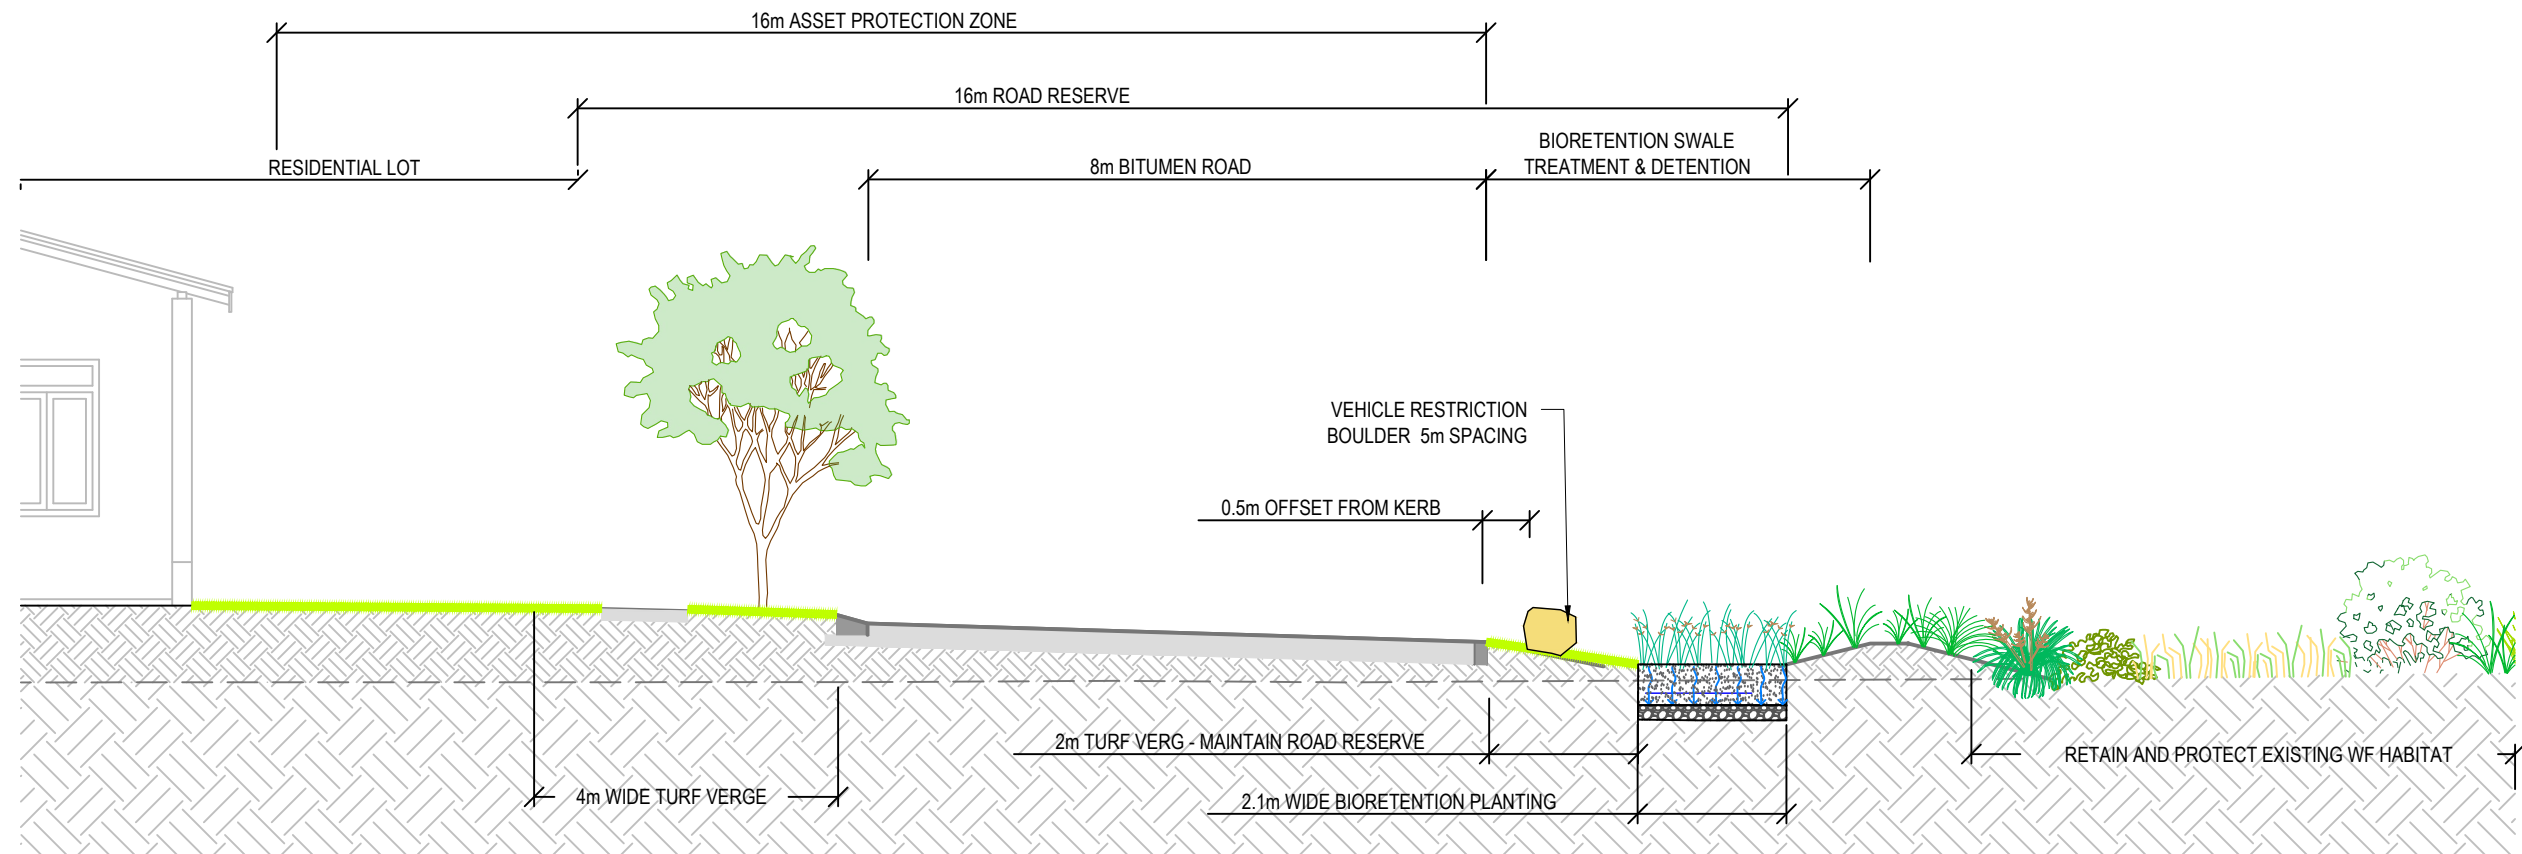 16m ASSET PROTECTION ZONE
16m ROAD RESERVE
BIORETENTION SWALE
TREATMENT & DETENTION
RESIDENTIAL LOT
8m BITUMEN ROAD
VEHICLE RESTRICTION
BOULDER 5m SPACING
0.5m OFFSET FROM KERB
2m TURF VERG - MAINTAIN ROAD RESERVE
RETAIN AND PROTECT EXISTING WF HABITAT
4m WIDE TURF VERGE
2.1m WIDE BIORETENTION PLANTING